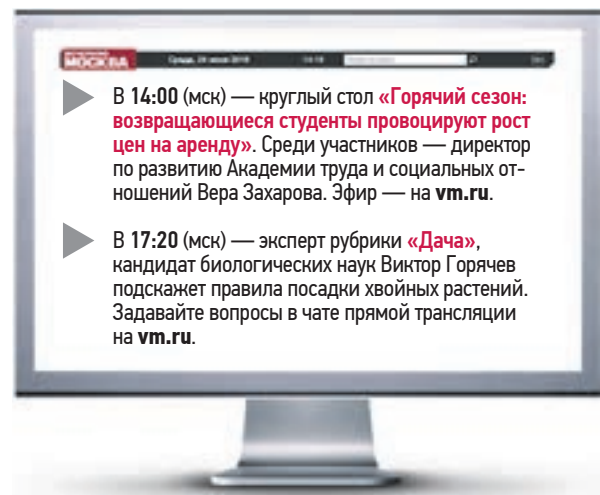 МОСКВА
В 14:00 (мск) — круглый стол «Горячий сезон:
возвращающиеся студенты провоцируют рост
цен на аренду». Среди участников — директор
по развитию Академии труда и социальных от-
ношений Вера Захарова. Эфир — на vm.ru.
В 17:20 (мск) — эксперт рубрики «Дача»,
кандидат биологических наук Виктор Горячев
подскажет правила посадки хвойных растений.
Задавайте вопросы в чате прямой трансляции
на vm.ru.